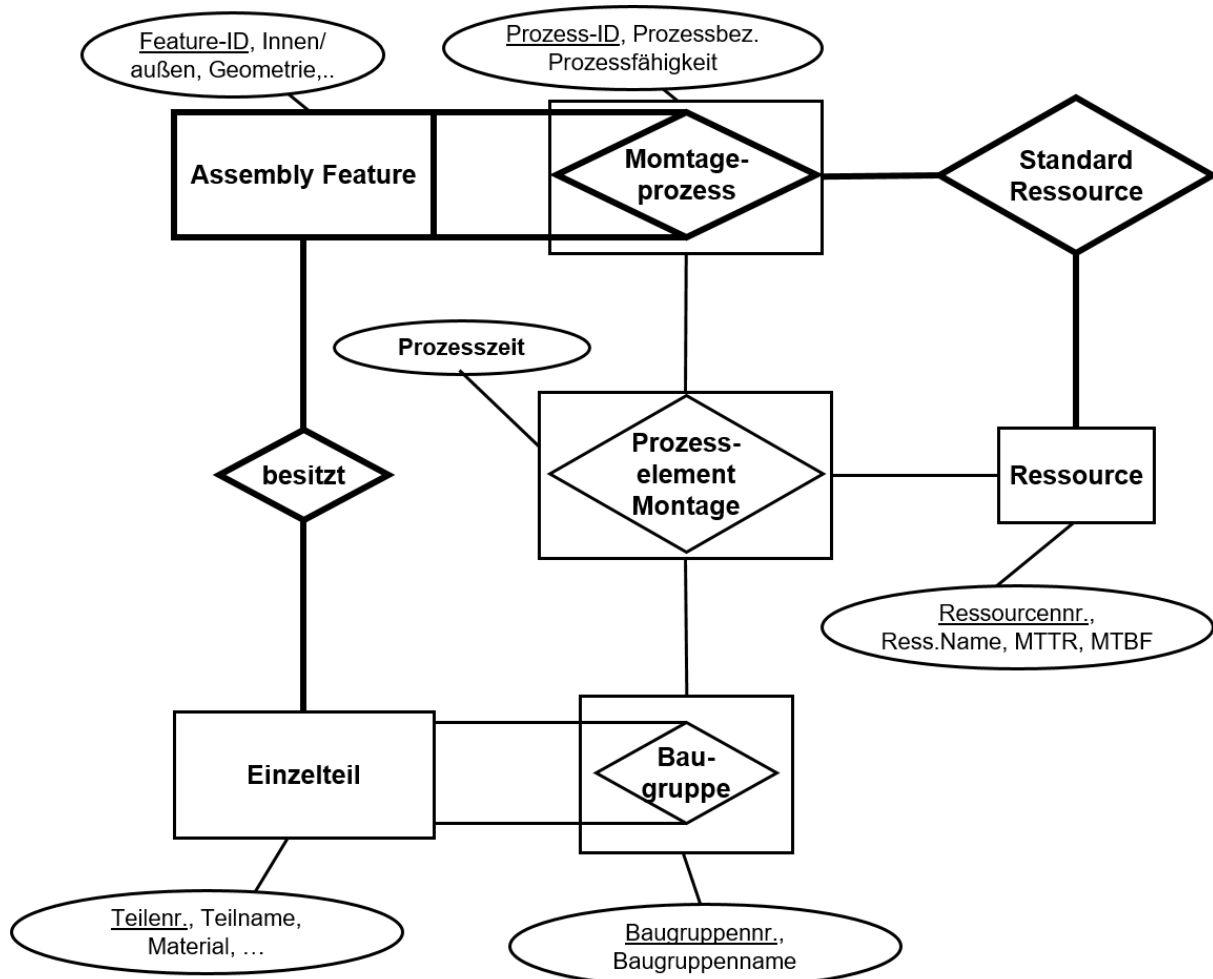 Feature-ID, Innen/
außen, Geometrie,..
Prozess-ID, Prozessbez.
Prozessfähigkeit
Assembly Feature
Momtage-
prozess
Standard
Ressource
Prozesszeit
besitzt
Prozess-
element
Montage
Ressource
Ressourcennr.,
Ress.Name, MTTR, MTBF
Einzelteil
Bau-
gruppe
Teilenr., Teilname,
Material, …
Baugruppennr.,
Baugruppenname